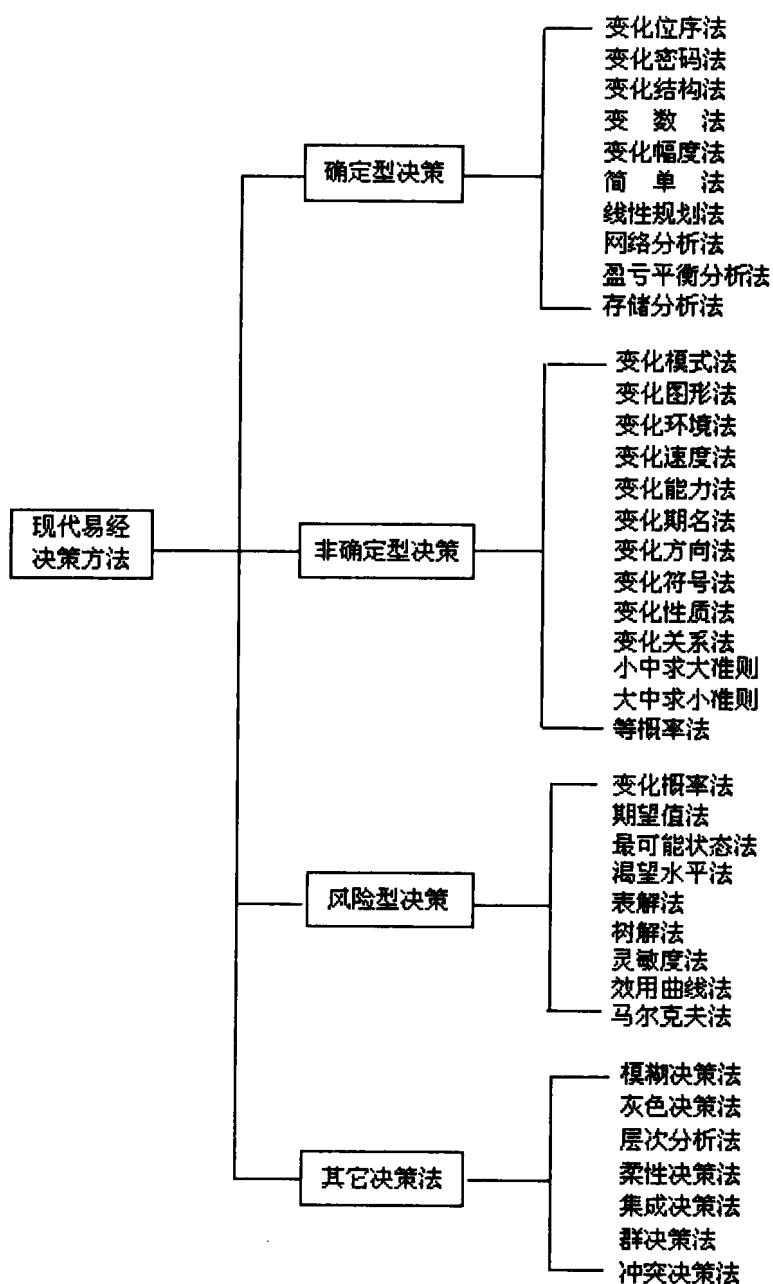 现代易经
决策方法
确定型决策
变化位序法
变化密码法
变化结构法
变数法
变化幅度法
简单法
线性规划法
网络分析法
盈亏平衡分析法
存储分析法
非确定型决策
变化模式法
变化图形法
变化环境法
变化速度法
变化能力法
变化期名法
变化方向法
变化符号法
变化性质法
变化关系法
小中求大准则
大中求小准则
等概率法
风险型决策
变化概率法
期望值法
最可能状态法
渴望水平法
表解法
树解法
灵敏度法
效用曲线法
马尔克夫法
其它决策法
模糊决策法
灰色决策法
层次分析法
柔性决策法
集成决策法
群决策法
冲突决策法